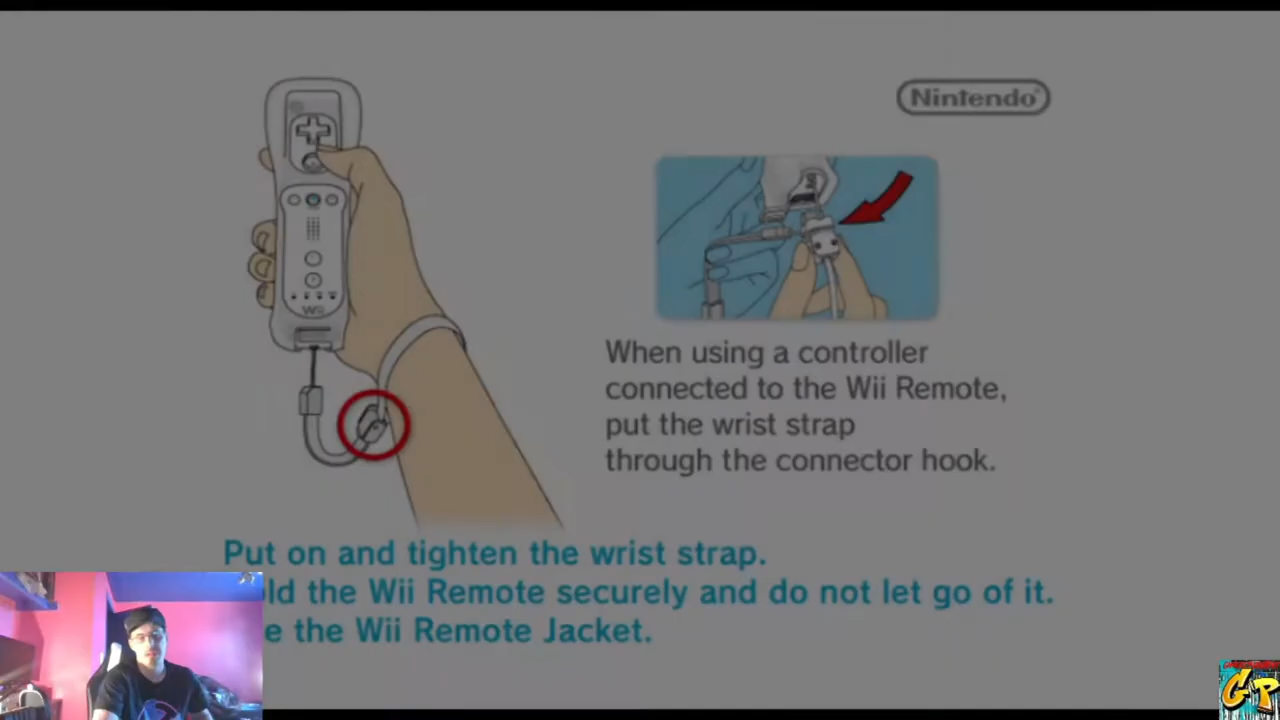 Nintendo
When using a controller
connected to the Wii Remote,
put the wrist strap
through the connector hook.
Wii
Put on and tighten the wrist strap.
ld the Wii Remote securely and do not let go of it.
e the Wii Remote Jacket.
GP